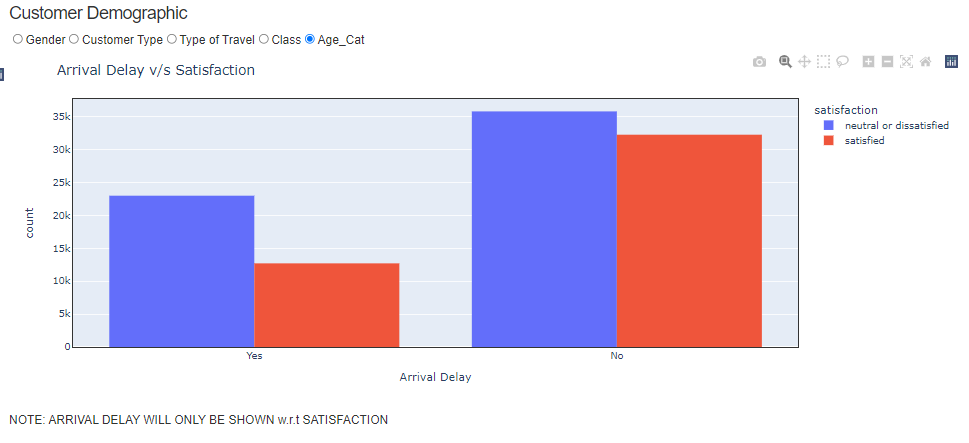 Customer Demographic
Gender Customer Type Type of Travel Class Age_Cat
Arrival Delay v/s Satisfaction
satisfaction
neutral or dissatisfied
satisfied
count
35k
30k
25k
20k
15k
10k
5k
0
Yes No
Arrival Delay
NOTE: ARRIVAL DELAY WILL ONLY BE SHOWN w.r.t SATISFACTION